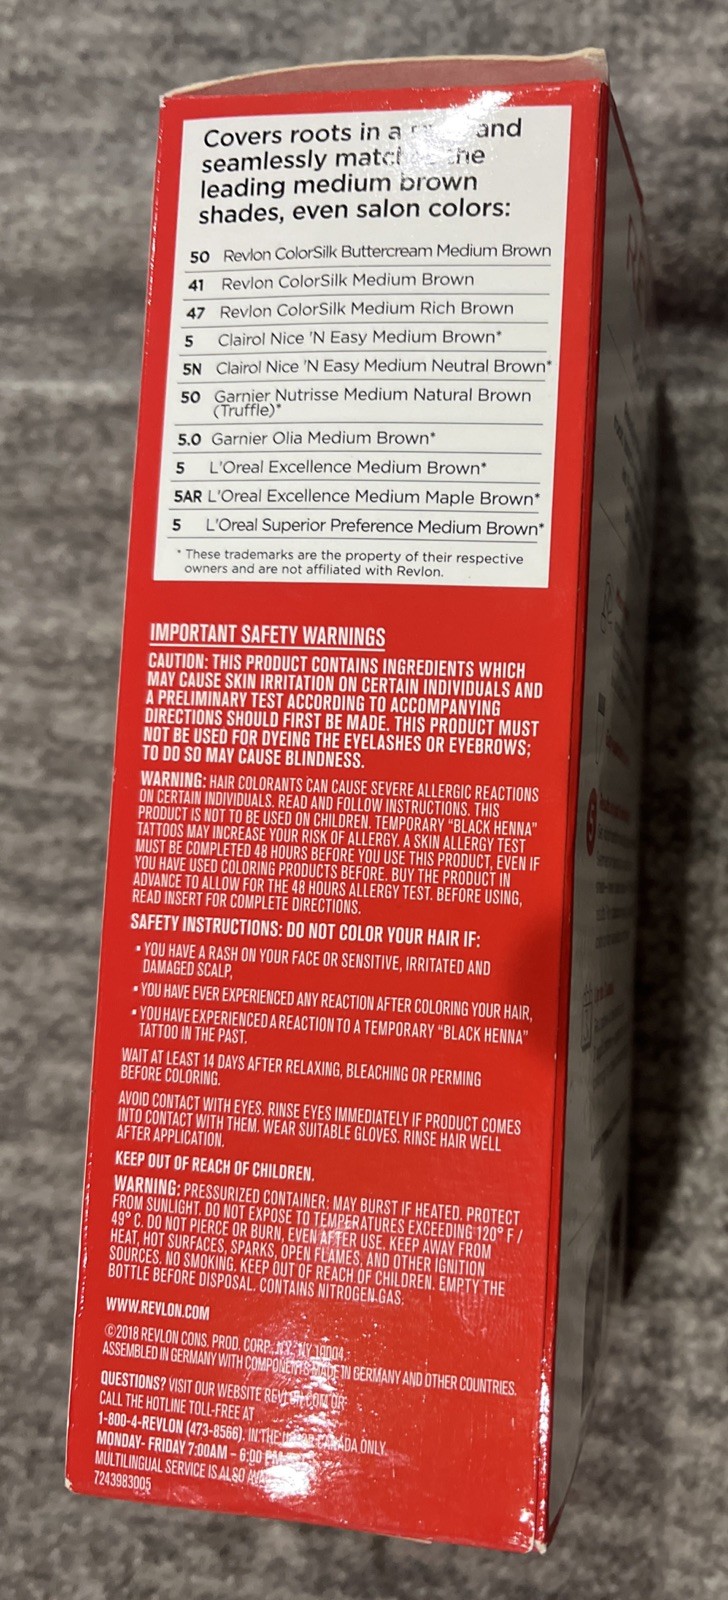 Covers roots in a and
seamlessly the
leading medium brown
shades, even salon colors:
50 Revlon ColorSilk Buttercream Medium Brown
41 Revlon ColorSilk Medium Brown
47 Revlon ColorSilk Medium Rich Brown
5 Clairol Nice 'N Easy Medium Brown*
5N Clairol Nice 'N Easy Medium Neutral Brown*
50 Garnier Nutrisse Medium Natural Brown
(Truffle)*
5.0 Garnier Olia Medium Brown*
5 L'Oreal Excellence Medium Brown*
5AR L'Oreal Excellence Medium Maple Brown*
5 L'Oreal Superior Preference Medium Brown*
* These trademarks are the property of their respective
owners and are not affiliated with Revlon.
IMPORTANT SAFETY WARNINGS
CAUTION: THIS PRODUCT CONTAINS INGREDIENTS WHICH
MAY CAUSE SKIN IRRITATION ON CERTAIN INDIVIDUALS AND
A PRELIMINARY TEST ACCORDING TO ACCOMPANYING
DIRECTIONS SHOULD FIRST BE MADE. THIS PRODUCT MUST
NOT BE USED FOR DYEING THE EYELASHES OR EYEBROWS;
TO DO SO MAY CAUSE BLINDNESS.
WARNING: HAIR COLORANTS CAN CAUSE SEVERE ALLERGIC REACTIONS
ON CERTAIN INDIVIDUALS. READ AND FOLLOW INSTRUCTIONS. THIS
PRODUCT IS NOT TO BE USED ON CHILDREN. TEMPORARY "BLACK HENNA"
TATTOOS MAY INCREASE YOUR RISK OF ALLERGY. A SKIN ALLERGY TEST
MUST BE COMPLETED 48 HOURS BEFORE YOU USE THIS PRODUCT, EVEN IF
YOU HAVE USED COLORING PRODUCTS BEFORE. BUY THE PRODUCT IN
ADVANCE TO ALLOW FOR THE 48 HOURS ALLERGY TEST. BEFORE USING,
READ INSERT FOR COMPLETE DIRECTIONS.
SAFETY INSTRUCTIONS: DO NOT COLOR YOUR HAIR IF:
▪ YOU HAVE A RASH ON YOUR FACE OR SENSITIVE, IRRITATED AND
DAMAGED SCALP,
▪ YOU HAVE EVER EXPERIENCED ANY REACTION AFTER COLORING YOUR HAIR,
▪ YOU HAVE EXPERIENCED A REACTION TO A TEMPORARY "BLACK HENNA"
TATTOO IN THE PAST.
WAIT AT LEAST 14 DAYS AFTER RELAXING, BLEACHING OR PERMING
BEFORE COLORING.
AVOID CONTACT WITH EYES. RINSE EYES IMMEDIATELY IF PRODUCT COMES
INTO CONTACT WITH THEM. WEAR SUITABLE GLOVES. RINSE HAIR WELL
AFTER APPLICATION.
KEEP OUT OF REACH OF CHILDREN.
WARNING: PRESSURIZED CONTAINER: MAY BURST IF HEATED. PROTECT
FROM SUNLIGHT. DO NOT EXPOSE TO TEMPERATURES EXCEEDING 120° F /
49° C. DO NOT PIERCE OR BURN, EVEN AFTER USE. KEEP AWAY FROM
HEAT, HOT SURFACES, SPARKS, OPEN FLAMES, AND OTHER IGNITION
SOURCES. NO SMOKING. KEEP OUT OF REACH OF CHILDREN. EMPTY THE
BOTTLE BEFORE DISPOSAL. CONTAINS NITROGEN GAS.
WWW.REVLON.COM
©2018 REVLON CONS. PROD. CORP. NY, NY 10004.
ASSEMBLED IN GERMANY WITH COMPONENTS MADE IN GERMANY AND OTHER COUNTRIES.
QUESTIONS? VISIT OUR WEBSITE OR
CALL THE HOTLINE TOLL-FREE AT
1-800-4-REVLON (473-8566). IN THE CANADA ONLY.
MONDAY- FRIDAY 7:00AM – 6:00
MULTILINGUAL SERVICE IS ALSO
7243983005